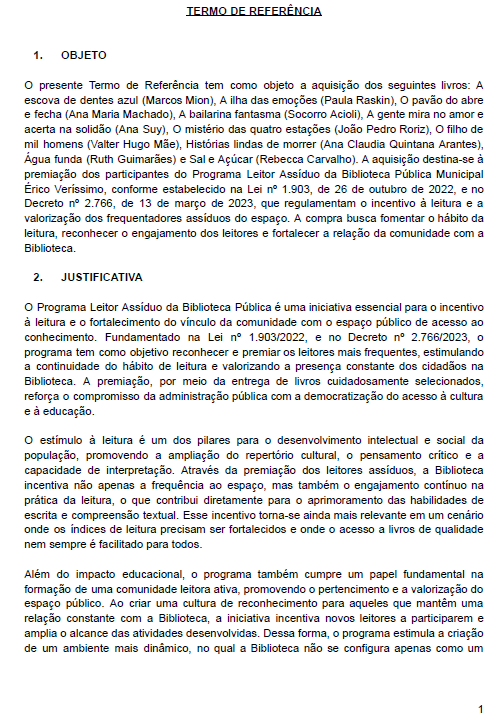 TERMO DE REFERÊNCIA
1. OBJETO
O presente Termo de Referência tem como objeto a aquisição dos seguintes livros: A
escova de dentes azul (Marcos Mion), A ilha das emoções (Paula Raskin), O pavão do abre
e fecha (Ana Maria Machado), A bailarina fantasma (Socorro Acioli), A gente mira no amor e
acerta na solidão (Ana Suy), O mistério das quatro estações (João Pedro Roriz), O filho de
mil homens (Valter Hugo Mãe), Histórias lindas de morrer (Ana Claudia Quintana Arantes),
Água funda (Ruth Guimarães) e Sal e Açúcar (Rebecca Carvalho). A aquisição destina-se à
premiação dos participantes do Programa Leitor Assíduo da Biblioteca Pública Municipal
Érico Veríssimo, conforme estabelecido na Lei nº 1.903, de 26 de outubro de 2022, e no
Decreto nº 2.766, de 13 de março de 2023, que regulamentam o incentivo à leitura e a
valorização dos frequentadores assíduos do espaço. A compra busca fomentar o hábito da
leitura, reconhecer o engajamento dos leitores e fortalecer a relação da comunidade com a
Biblioteca.
2. JUSTIFICATIVA
O Programa Leitor Assíduo da Biblioteca Pública é uma iniciativa essencial para o incentivo
à leitura e o fortalecimento do vínculo da comunidade com o espaço público de acesso ao
conhecimento. Fundamentado na Lei nº 1.903/2022, e no Decreto nº 2.766/2023, o
programa tem como objetivo reconhecer e premiar os leitores mais frequentes, estimulando
a continuidade do hábito de leitura e valorizando a presença constante dos cidadãos na
Biblioteca. A premiação, por meio da entrega de livros cuidadosamente selecionados,
reforça o compromisso da administração pública com a democratização do acesso à cultura
e à educação.
O estímulo à leitura é um dos pilares para o desenvolvimento intelectual e social da
população, promovendo a ampliação do repertório cultural, o pensamento crítico e a
capacidade de interpretação. Através da premiação dos leitores assíduos, a Biblioteca
incentiva não apenas a frequência ao espaço, mas também o engajamento contínuo na
prática da leitura, o que contribui diretamente para o aprimoramento das habilidades de
escrita e compreensão textual. Esse incentivo torna-se ainda mais relevante em um cenário
onde os índices de leitura precisam ser fortalecidos e onde o acesso a livros de qualidade
nem sempre é facilitado para todos.
Além do impacto educacional, o programa também cumpre um papel fundamental na
formação de uma comunidade leitora ativa, promovendo o pertencimento e a valorização do
espaço público. Ao criar uma cultura de reconhecimento para aqueles que mantêm uma
relação constante com a Biblioteca, a iniciativa incentiva novos leitores a participarem e
amplia o alcance das atividades desenvolvidas. Dessa forma, o programa estimula a criação
de um ambiente mais dinâmico, no qual a Biblioteca não se configura apenas como um
1